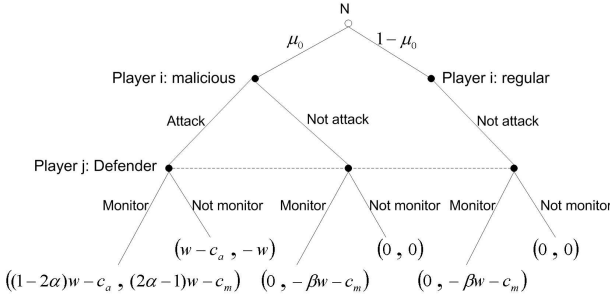 N
μ₀ 1−μ₀
Player i: malicious Player i: regular
Attack Not attack Not attack
Player j: Defender
Monitor Not monitor Monitor Not monitor Monitor Not monitor
(w−cₐ , −w) (0 , 0) (0 , 0)
((1−2α)w−cₐ , (2α−1)w−cₘ) (0 , −βw−cₘ) (0 , −βw−cₘ)